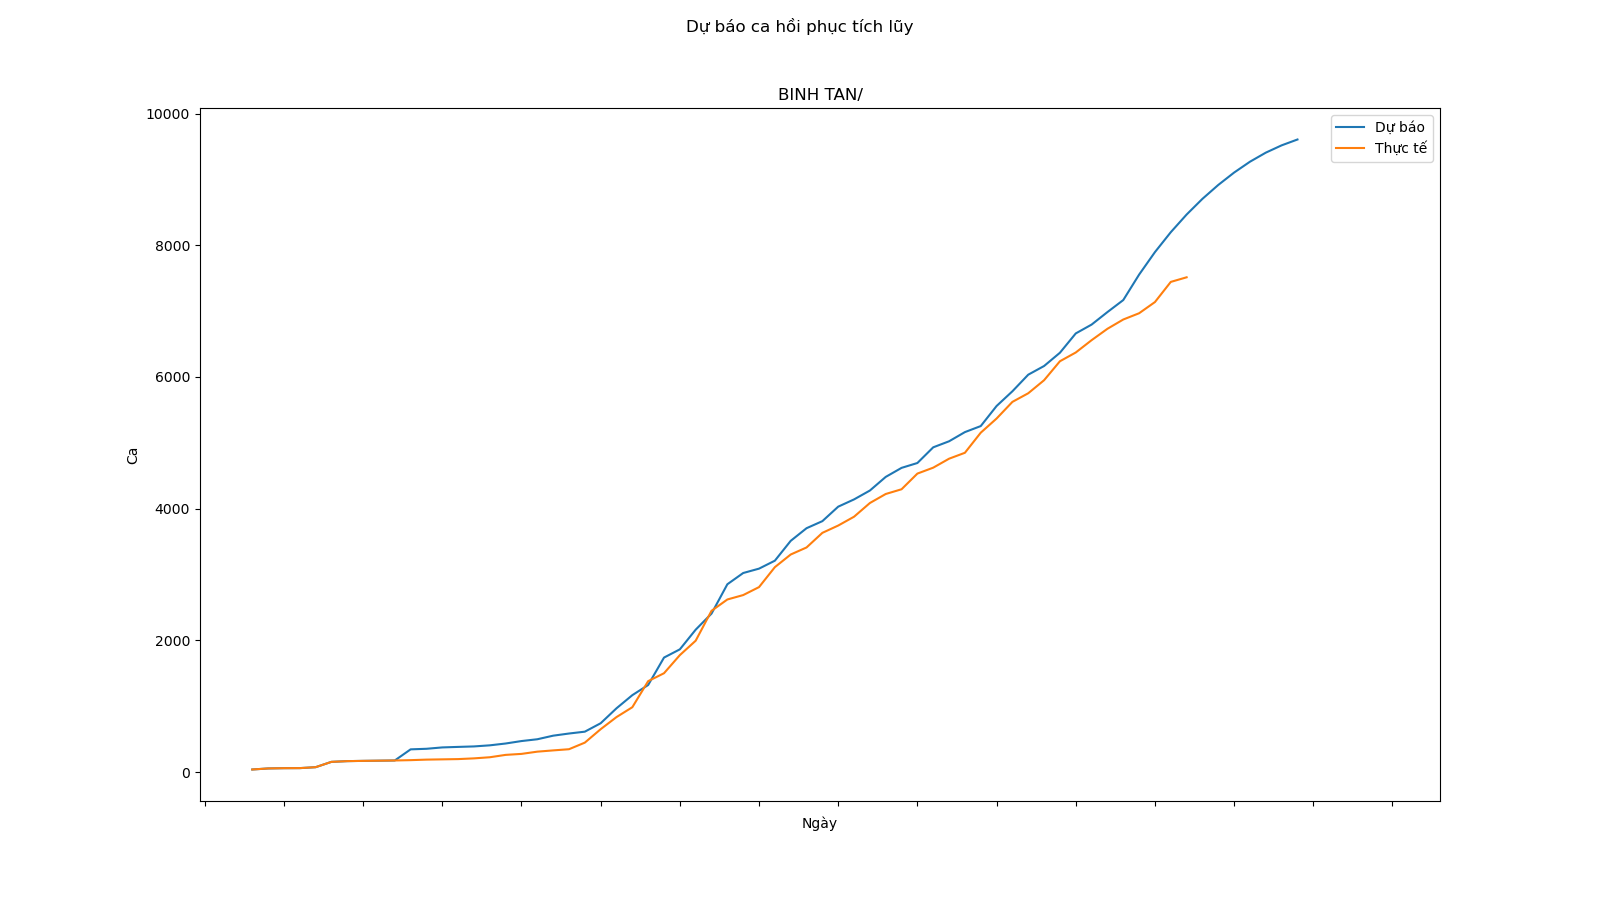 Dự báo ca hồi phục tích lũy
BINH TAN/
10000
8000
6000
4000
2000
0
Ca
Ngày
Dự báo
Thực tế